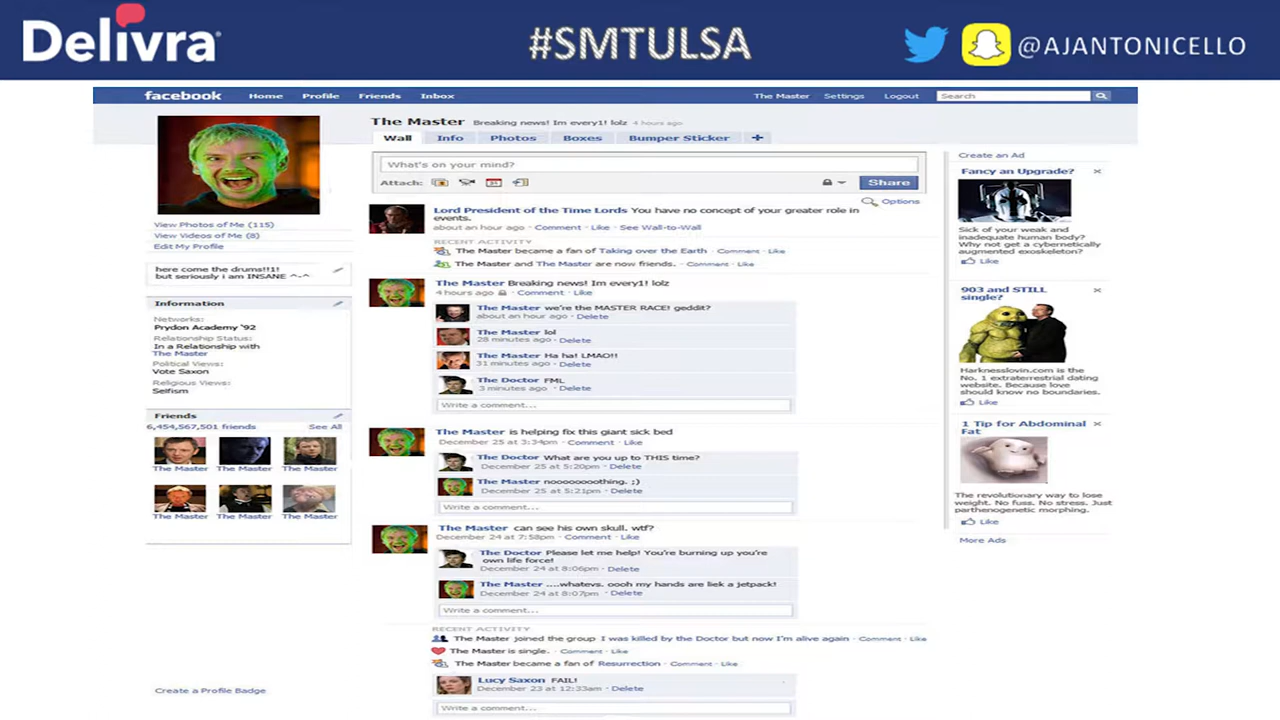 Delivra
#SMTULSA
@AJANTONICELLO
facebook Home Profile Friends Inbox The Master Settings Logout Search
The Master Breaking news! Im every1! lolz 4 hours ago
Wall Info Photos Boxes Bumper Sticker +
What's on your mind?
Attach: Share
Options
View Photos of Me (115)
View Videos of Me (8)
Edit My Profile
here come the drums!!1!
but seriously i am INSANE ^-^
Information
Networks:
Prydon Academy '92
Relationship Status:
In a Relationship with
The Master
Political Views:
Vote Saxon
Religious Views:
Selfism
Friends
6,454,567,501 friends See All
The Master The Master The Master
The Master The Master The Master
Create a Profile Badge
Lord President of the Time Lords You have no concept of your greater role in
events.
about an hour ago · Comment · Like · See Wall-to-Wall
RECENT ACTIVITY
The Master became a fan of Taking over the Earth · Comment · Like
The Master and The Master are now friends. · Comment · Like
The Master Breaking news! Im every1! lolz
4 hours ago · Comment · Like
The Master we're the MASTER RACE! geddit?
about an hour ago · Delete
The Master lol
28 minutes ago · Delete
The Master Ha ha! LMAO!!
31 minutes ago · Delete
The Doctor FML
3 minutes ago · Delete
Write a comment...
The Master is helping fix this giant sick bed
December 25 at 3:34pm · Comment · Like
The Doctor What are you up to THIS time?
December 25 at 5:20pm · Delete
The Master noooooooothing. ;)
December 25 at 5:21pm · Delete
Write a comment...
The Master can see his own skull. wtf?
December 24 at 7:58pm · Comment · Like
The Doctor Please let me help! You're burning up you're
own life force!
December 24 at 8:06pm · Delete
The Master ....whatevs. oooh my hands are liek a jetpack!
December 24 at 8:07pm · Delete
Write a comment...
RECENT ACTIVITY
The Master joined the group I was killed by the Doctor but now I'm alive again · Comment · Like
The Master is single. · Comment · Like
The Master became a fan of Resurrection · Comment · Like
Lucy Saxon FAIL!
December 23 at 12:33am · Delete
Write a comment...
Create an Ad
Fancy an Upgrade? x
Sick of your weak and
inadequate human body?
Why not get a cybernetically
augmented exoskeleton?
Like
903 and STILL x
single?
Harknesslovin.com is the
No. 1 extraterrestrial dating
website. Because love
should know no boundaries.
Like
1 Tip for Abdominal x
Fat
The revolutionary way to lose
weight. No fuss. No stress. Just
parthenogenetic morphing.
Like
More Ads